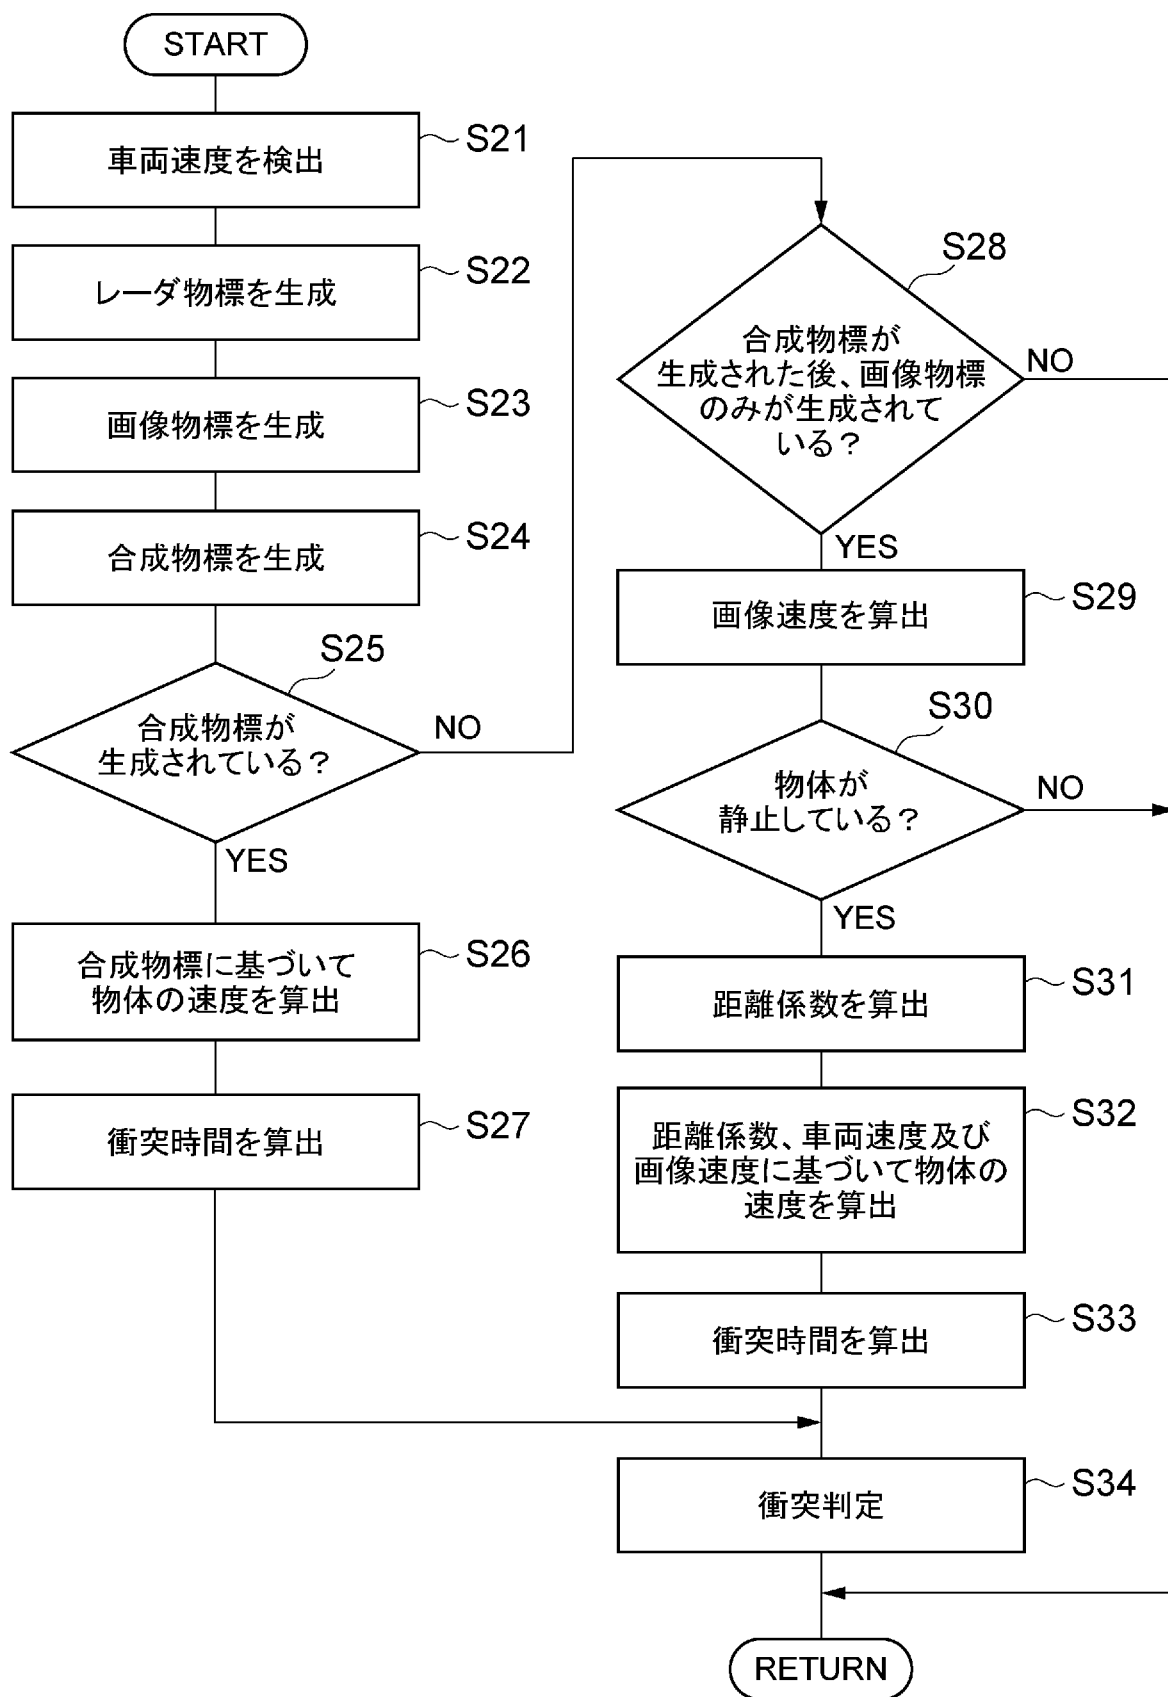 START
車両速度を検出
S21
レーダ物標を生成
S22
画像物標を生成
S23
合成物標を生成
S24
S25
合成物標が
生成されている？
NO
YES
合成物標に基づいて
物体の速度を算出
S26
衝突時間を算出
S27
S28
合成物標が
生成された後、画像物標
のみが生成されて
いる？
NO
YES
画像速度を算出
S29
S30
物体が
静止している？
NO
YES
距離係数を算出
S31
距離係数、車両速度及び
画像速度に基づいて物体の
速度を算出
S32
衝突時間を算出
S33
衝突判定
S34
RETURN